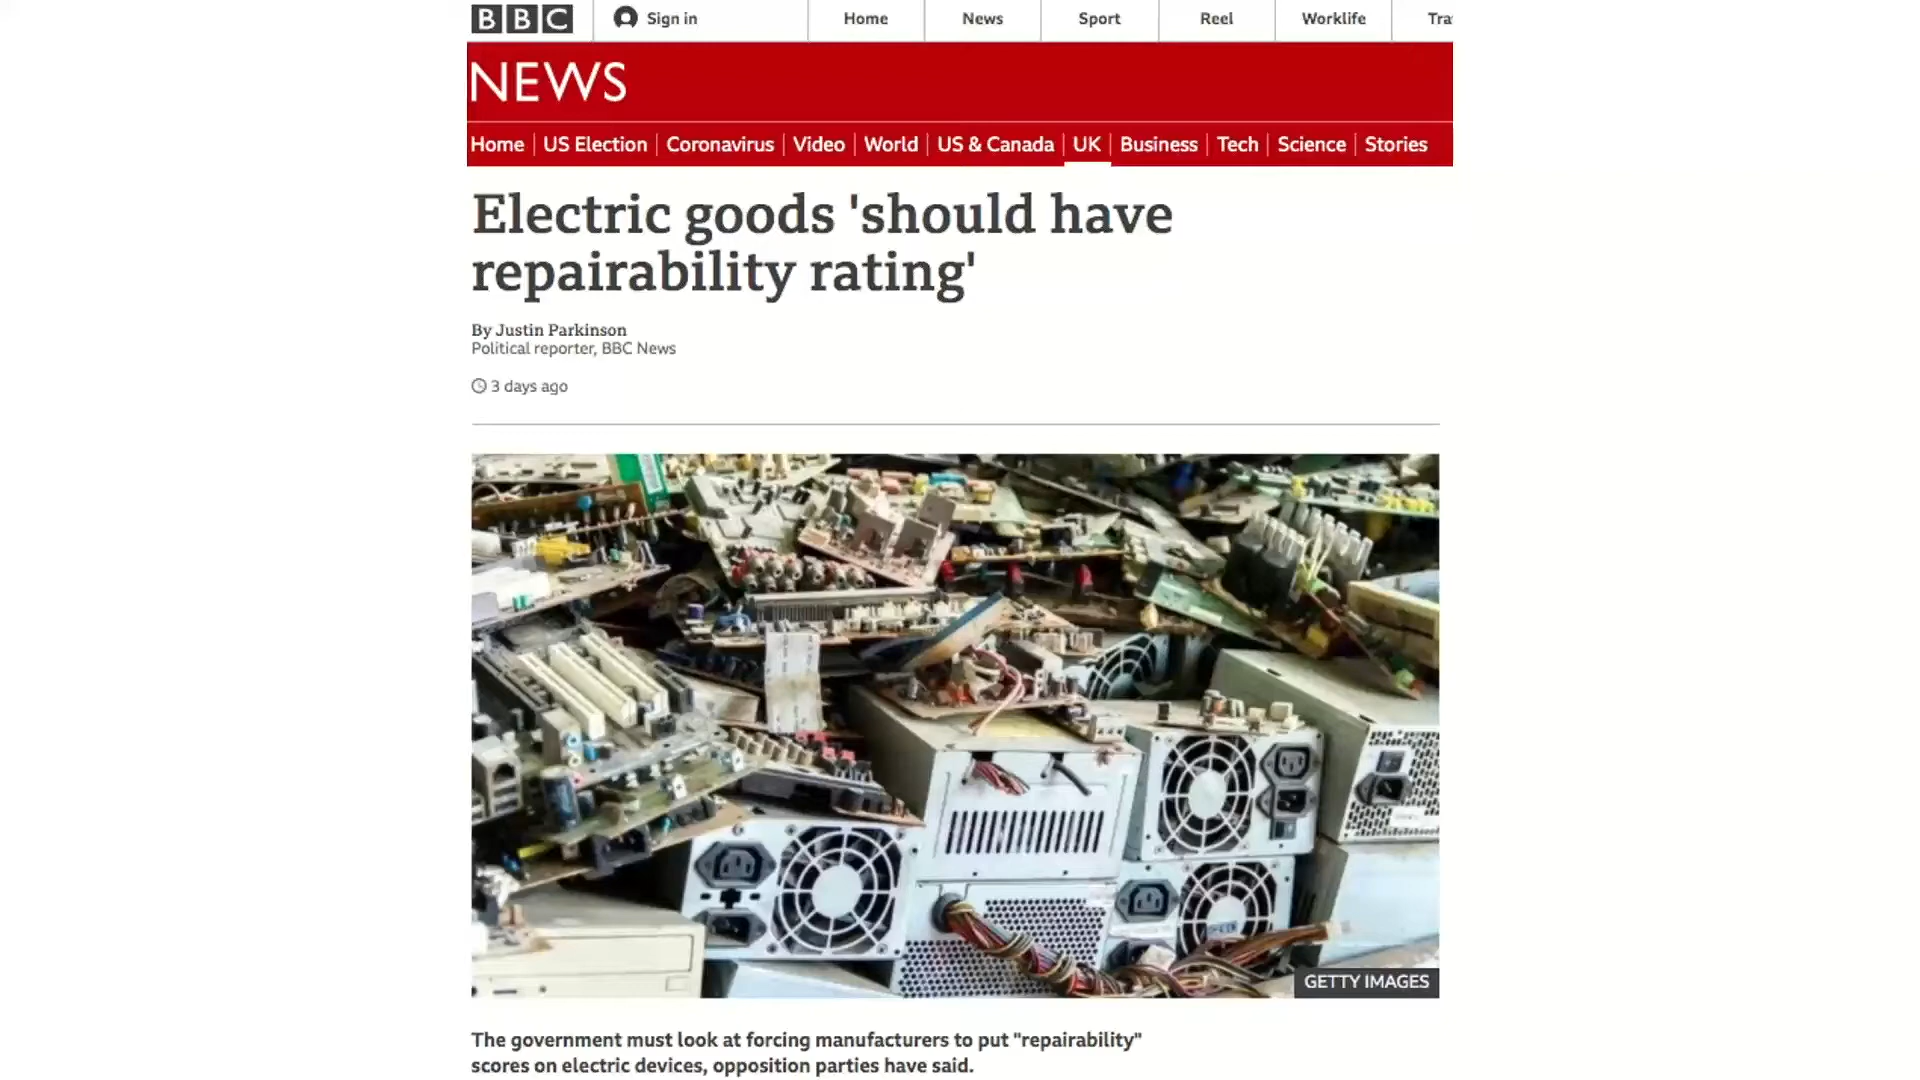 BBC Sign in Home News Sport Reel Worklife
NEWS
Home US Election Coronavirus Video World US & Canada UK Business Tech Science Stories
Electric goods 'should have
repairability rating'
By Justin Parkinson
Political reporter, BBC News
3 days ago
GETTY IMAGES
The government must look at forcing manufacturers to put "repairability"
scores on electric devices, opposition parties have said.